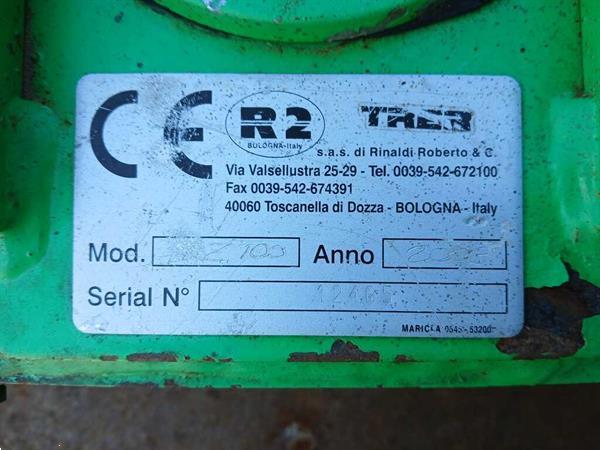 CE R2 TRER
BOLOGNA-Italy
s.a.s. di Rinaldi Roberto & C.
Via Valsellustra 25-29 - Tel. 0039-542-672100
Fax 0039-542-674391
40060 Toscanella di Dozza - BOLOGNA - Italy
Mod. Anno
Serial N°